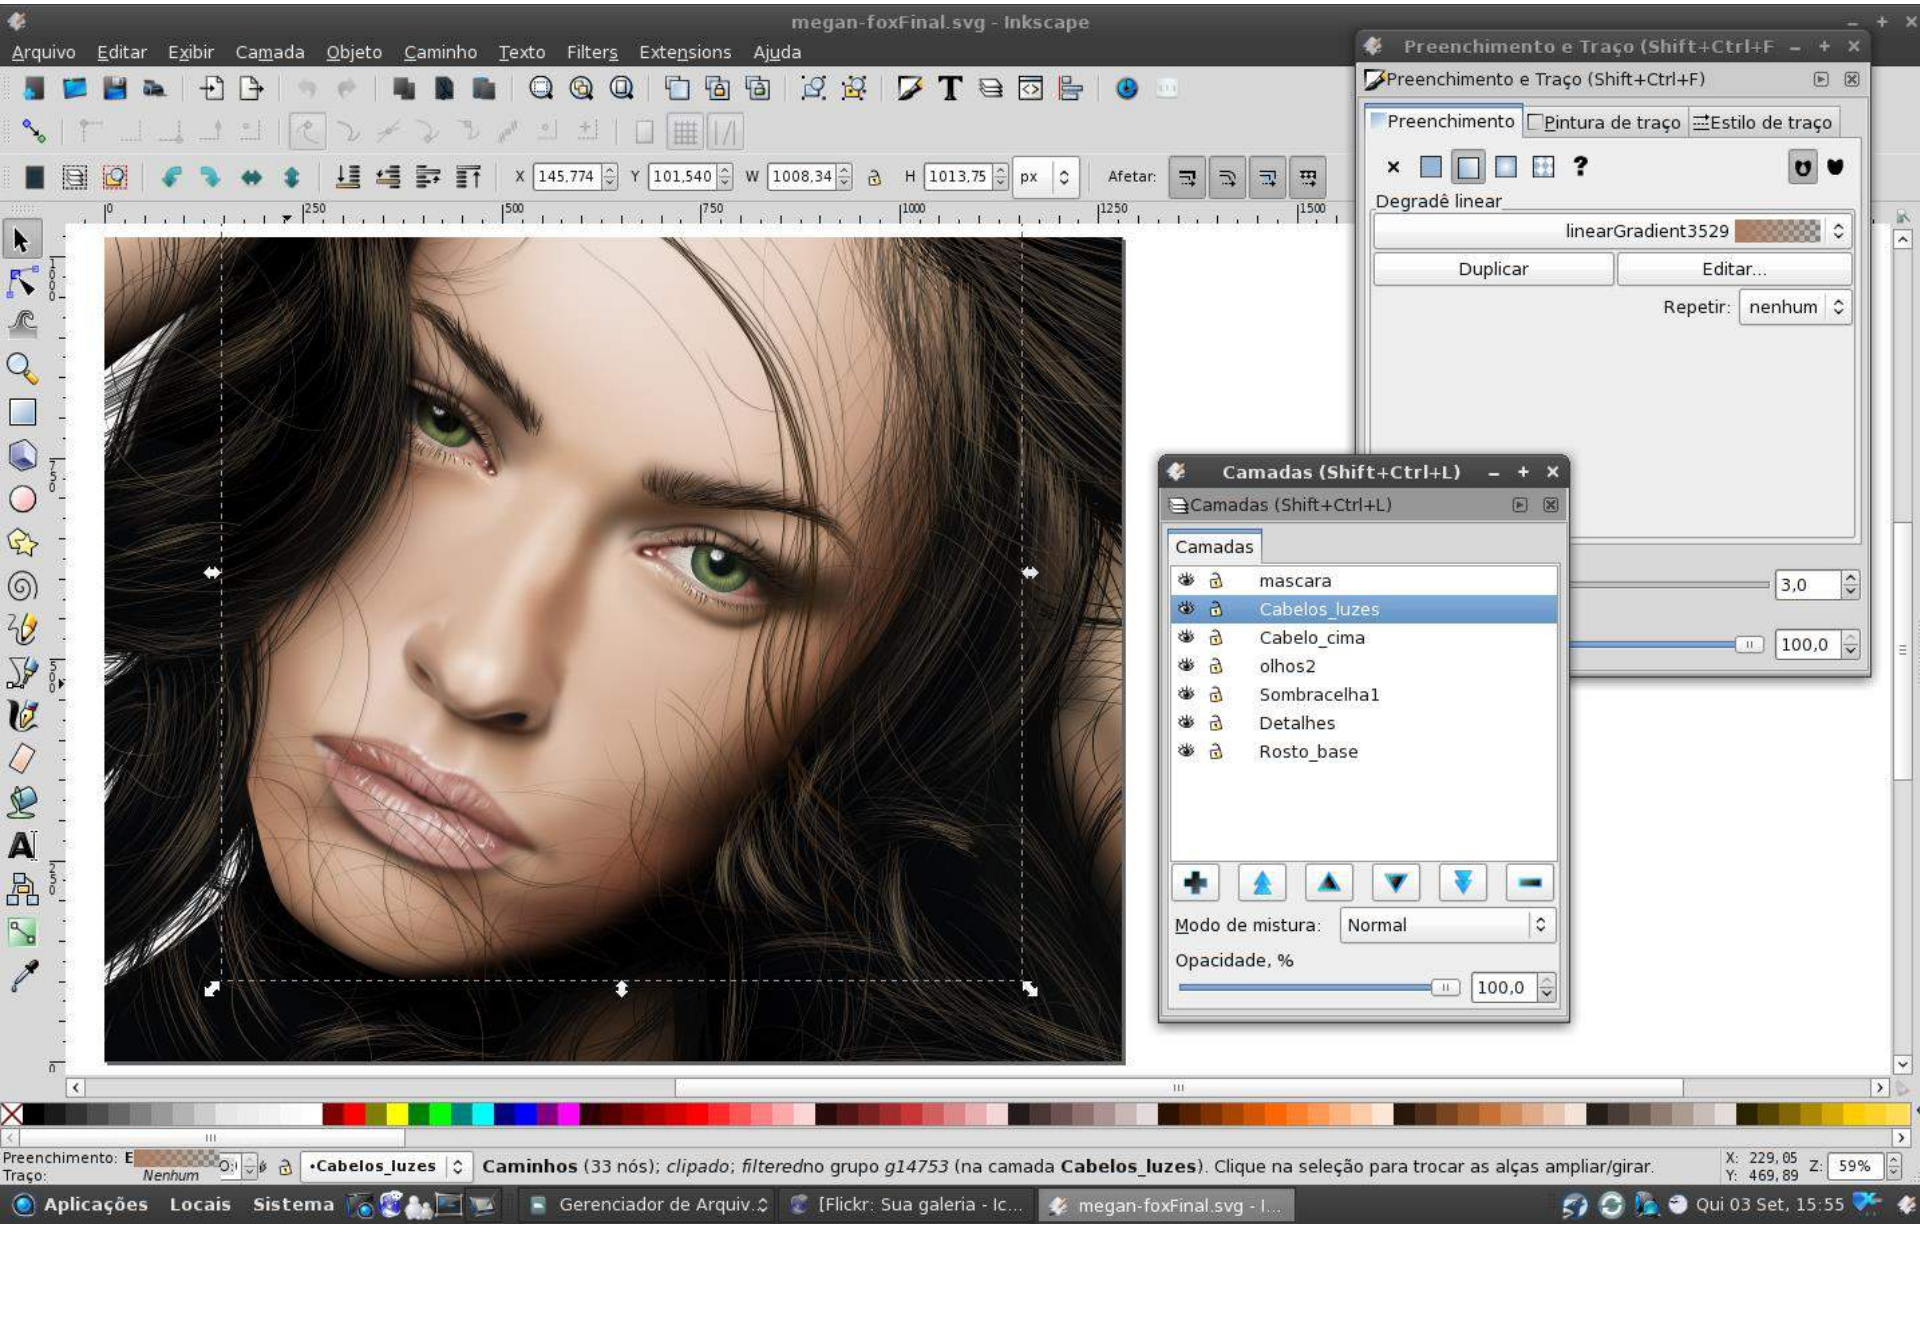 megan-foxFinal.svg - Inkscape
Arquivo Editar Exibir Camada Objeto Caminho Texto Filters Extensions Ajuda
Preenchimento e Traço (Shift+Ctrl+F
Preenchimento e Traço (Shift+Ctrl+F)
Preenchimento Pintura de traço Estilo de traço
X 145,774 Y 101,540 W 1008,34 H 1013,75 px Afetar:
Degradê linear
0 250 500 750 1000 1250 1500
linearGradient3529
Duplicar Editar...
Repetir: nenhum
Camadas (Shift+Ctrl+L)
Camadas (Shift+Ctrl+L)
Camadas
mascara
Cabelos_luzes
Cabelo_cima
olhos2
Sombracelha1
Detalhes
Rosto_base
3,0
100,0
Modo de mistura: Normal
Opacidade, %
100,0
1000
750
500
250
0
Preenchimento: E
Traço: Nenhum
O:
•Cabelos_luzes
Caminhos (33 nós); clipado; filteredno grupo g14753 (na camada Cabelos_luzes). Clique na seleção para trocar as alças ampliar/girar.
X: 229,05
Y: 469,89
Z: 59%
Aplicações Locais Sistema Gerenciador de Arquiv. [Flickr: Sua galeria - Ic... megan-foxFinal.svg - I... Qui 03 Set, 15:55